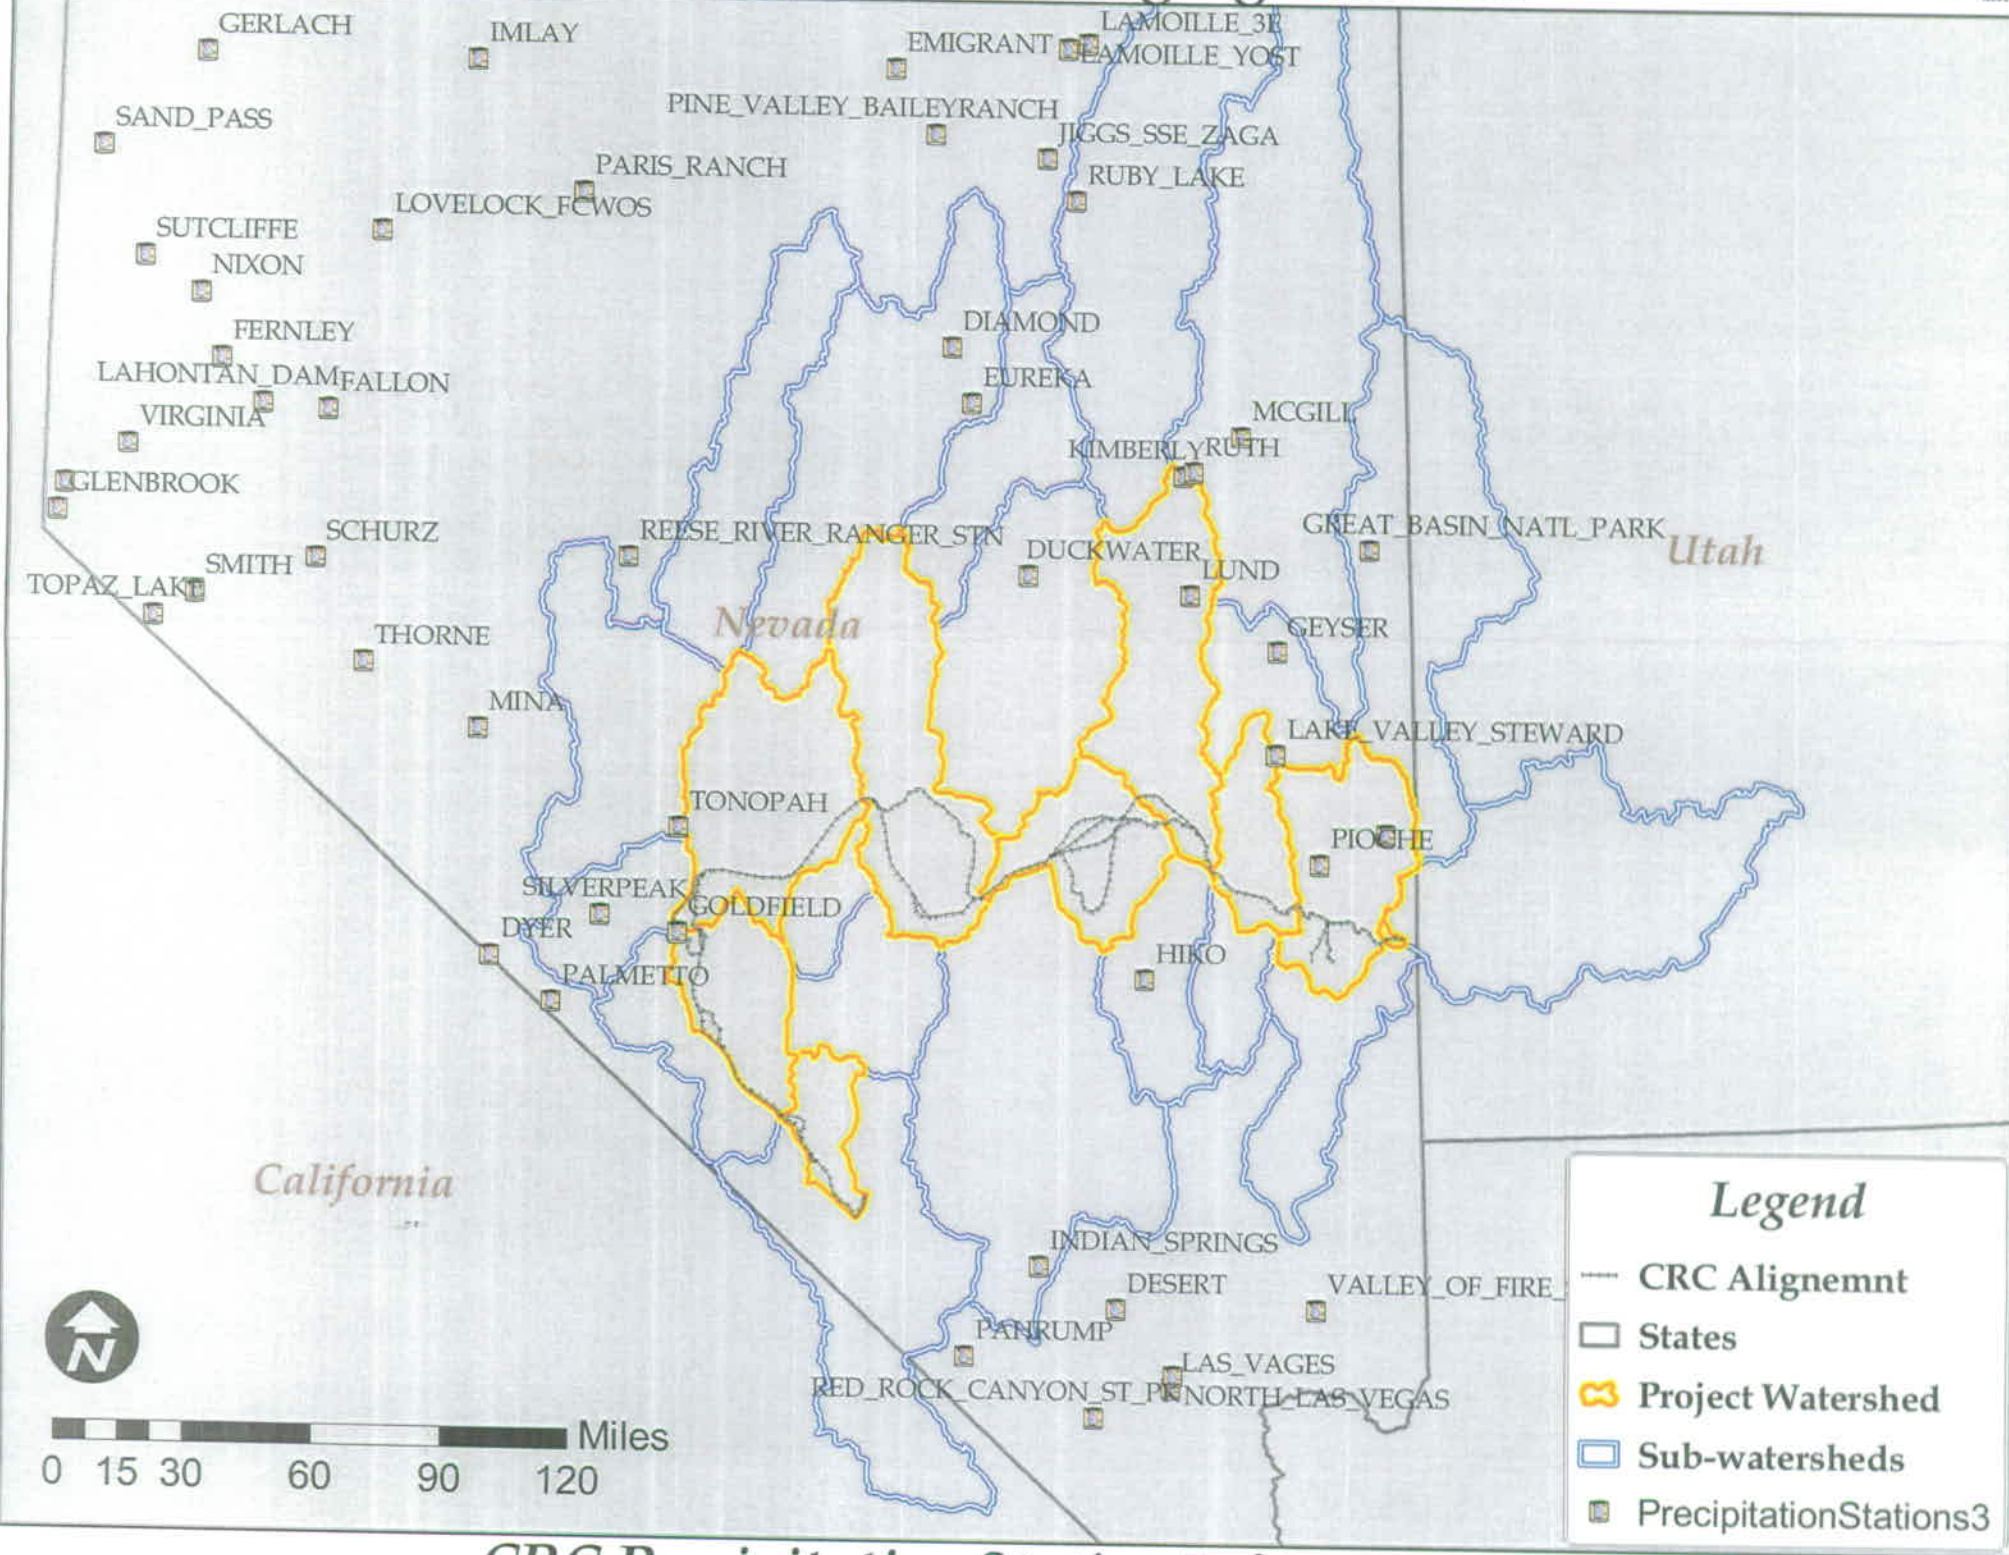 GERLACH
IMLAY
EMIGRANT
LAMOILLE_3E
LAMOILLE_YOST
SAND_PASS
PINE_VALLEY_BAILEYRANCH
JIGGS_SSE_ZAGA
PARIS_RANCH
RUBY_LAKE
LOVELOCK_FCWOS
SUTCLIFFE
NIXON
FERNLEY
DIAMOND
LAHONTAN_DAM
FALLON
EUREKA
VIRGINIA
MCGILL
KIMBERLY
RUTH
GLENBROOK
SCHURZ
REESE_RIVER_RANGER_STN
DUCKWATER
GREAT_BASIN_NATL_PARK
Utah
SMITH
LUND
TOPAZ_LAKE
Nevada
THORNE
GEYSER
MINA
LAKE_VALLEY_STEWARD
TONOPAH
PIOCHE
SILVERPEAK
GOLDFIELD
DYER
PALMETTO
HIKO
California
INDIAN_SPRINGS
DESERT
VALLEY_OF_FIRE_
PAHRUMP
LAS_VAGES
RED_ROCK_CANYON_ST_PK
NORTH_LAS_VEGAS
N
Miles
0 15 30 60 90 120
Legend
CRC Alignemnt
States
Project Watershed
Sub-watersheds
PrecipitationStations3